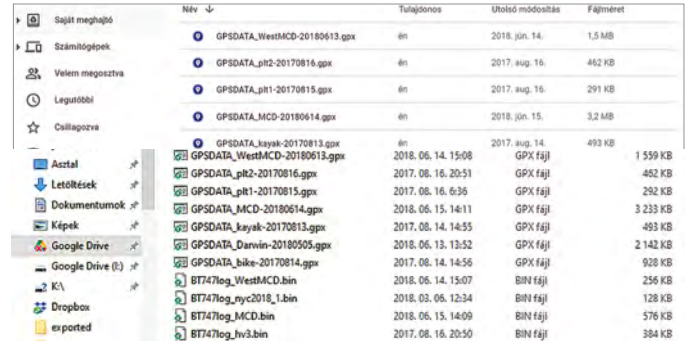 Név ↓ Tulajdonos Utolsó módosítás Fájlméret
Saját meghajtó
GPSDATA_WestMCD-20180613.gpx én 2018. jún. 14. 1,5 MB
Számítógépek
GPSDATA_plt2-20170816.gpx én 2017. aug. 16. 462 KB
Velem megosztva
GPSDATA_plt1-20170815.gpx én 2017. aug. 16. 291 KB
Legutóbbi
GPSDATA_MCD-20180614.gpx én 2018. jún. 15. 3,2 MB
Csillagozva
GPSDATA_kayak-20170813.gpx én 2017. aug. 14. 493 KB
Asztal
Letöltések
Dokumentumok
Képek
Google Drive
Google Drive (I:)
K:\
Dropbox
exported
GPSDATA_WestMCD-20180613.gpx 2018. 06. 14. 15:08 GPX fájl 1 559 KB
GPSDATA_plt2-20170816.gpx 2017. 08. 16. 20:51 GPX fájl 462 KB
GPSDATA_plt1-20170815.gpx 2017. 08. 16. 6:36 GPX fájl 292 KB
GPSDATA_MCD-20180614.gpx 2018. 06. 15. 14:11 GPX fájl 3 233 KB
GPSDATA_kayak-20170813.gpx 2017. 08. 14. 14:55 GPX fájl 493 KB
GPSDATA_Darwin-20180505.gpx 2018. 06. 13. 13:52 GPX fájl 2 142 KB
GPSDATA_bike-20170814.gpx 2017. 08. 14. 14:56 GPX fájl 928 KB
BT747log_WestMCD.bin 2018. 06. 14. 15:07 BIN fájl 256 KB
BT747log_nyc2018_1.bin 2018. 03. 06. 12:34 BIN fájl 128 KB
BT747log_MCD.bin 2018. 06. 15. 14:09 BIN fájl 576 KB
BT747log_hv3.bin 2017. 08. 16. 20:50 BIN fájl 384 KB